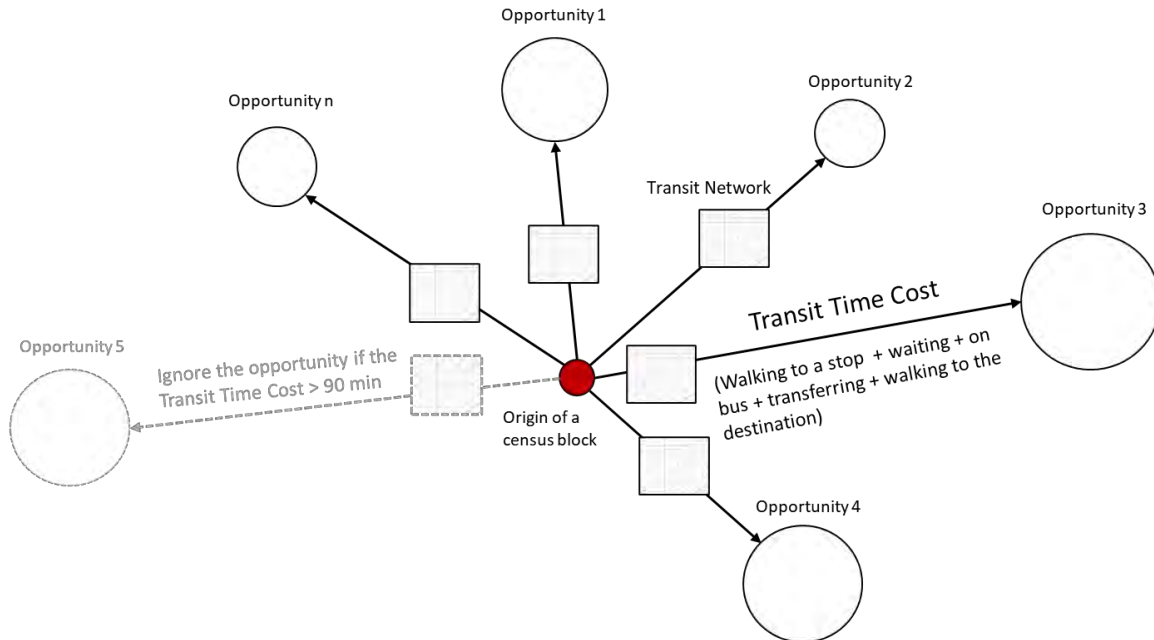 Opportunity 1
Opportunity 2
Opportunity n
Transit Network
Opportunity 3
Transit Time Cost
(Walking to a stop + waiting + on
bus + transferring + walking to the
destination)
Opportunity 5
Ignore the opportunity if the
Transit Time Cost > 90 min
Origin of a
census block
Opportunity 4